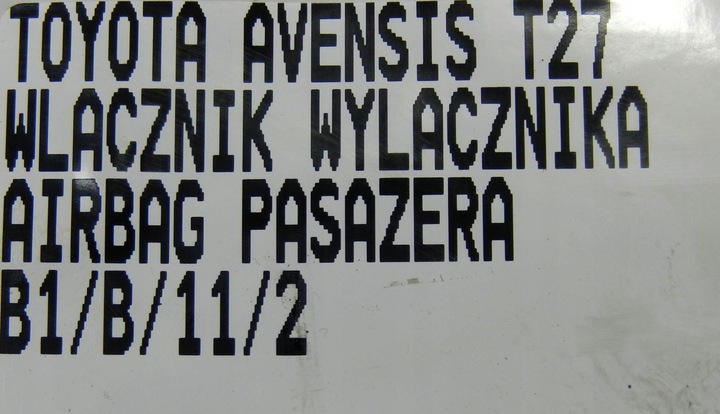 TOYOTA AVENSIS T27
WLACZNIK WYLACZNIKA
AIRBAG PASAZERA
B1/B/11/2